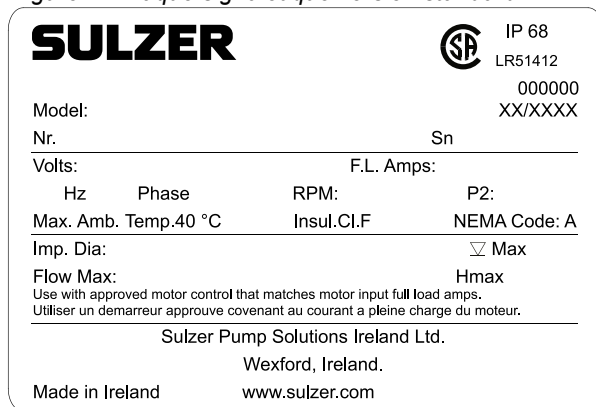 SULZER
SA
IP 68
LR51412
000000
Model: XX/XXXX
Nr. Sn
Volts: F.L. Amps:
Hz Phase RPM: P2:
Max. Amb. Temp.40 °C Insul.Cl.F NEMA Code: A
Imp. Dia: Max
Flow Max: Hmax
Use with approved motor control that matches motor input full load amps.
Utiliser un demarreur approuve covenant au courant a pleine charge du moteur.
Sulzer Pump Solutions Ireland Ltd.
Wexford, Ireland.
Made in Ireland www.sulzer.com